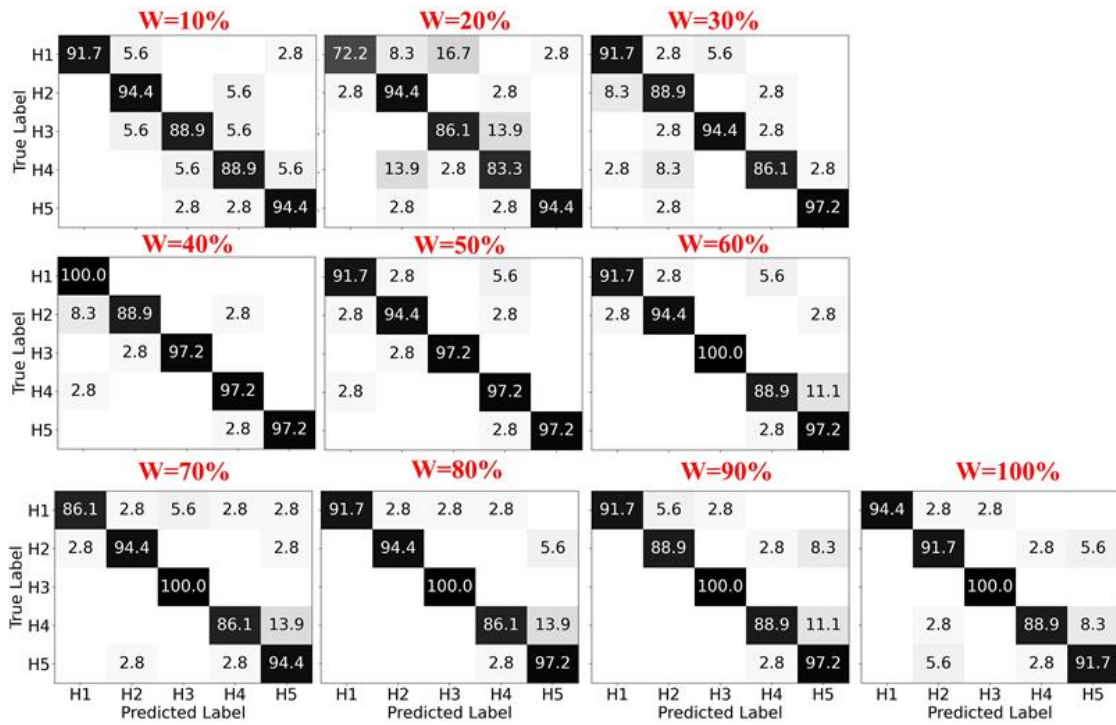 W=10% W=20% W=30%
H1 91.7 5.6 2.8 72.2 8.3 16.7 2.8 91.7 2.8 5.6
H2 94.4 5.6 2.8 94.4 2.8 8.3 88.9 2.8
H3 5.6 88.9 5.6 86.1 13.9 2.8 94.4 2.8
H4 5.6 88.9 5.6 13.9 2.8 83.3 2.8 8.3 86.1 2.8
H5 2.8 2.8 94.4 2.8 2.8 94.4 2.8 97.2
True Label
W=40% W=50% W=60%
H1 100.0 91.7 2.8 5.6 91.7 2.8 5.6
H2 8.3 88.9 2.8 2.8 94.4 2.8 2.8 94.4 2.8
H3 2.8 97.2 2.8 97.2 100.0
H4 2.8 97.2 2.8 97.2 88.9 11.1
H5 2.8 97.2 2.8 97.2 2.8 97.2
True Label
W=70% W=80% W=90% W=100%
H1 86.1 2.8 5.6 2.8 2.8 91.7 2.8 2.8 2.8 91.7 5.6 2.8 94.4 2.8 2.8
H2 2.8 94.4 2.8 94.4 5.6 88.9 2.8 8.3 91.7 2.8 5.6
H3 100.0 100.0 100.0 100.0
H4 86.1 13.9 86.1 13.9 88.9 11.1 2.8 88.9 8.3
H5 2.8 2.8 94.4 2.8 97.2 2.8 97.2 5.6 2.8 91.7
True Label
H1 H2 H3 H4 H5 H1 H2 H3 H4 H5 H1 H2 H3 H4 H5 H1 H2 H3 H4 H5
Predicted Label Predicted Label Predicted Label Predicted Label